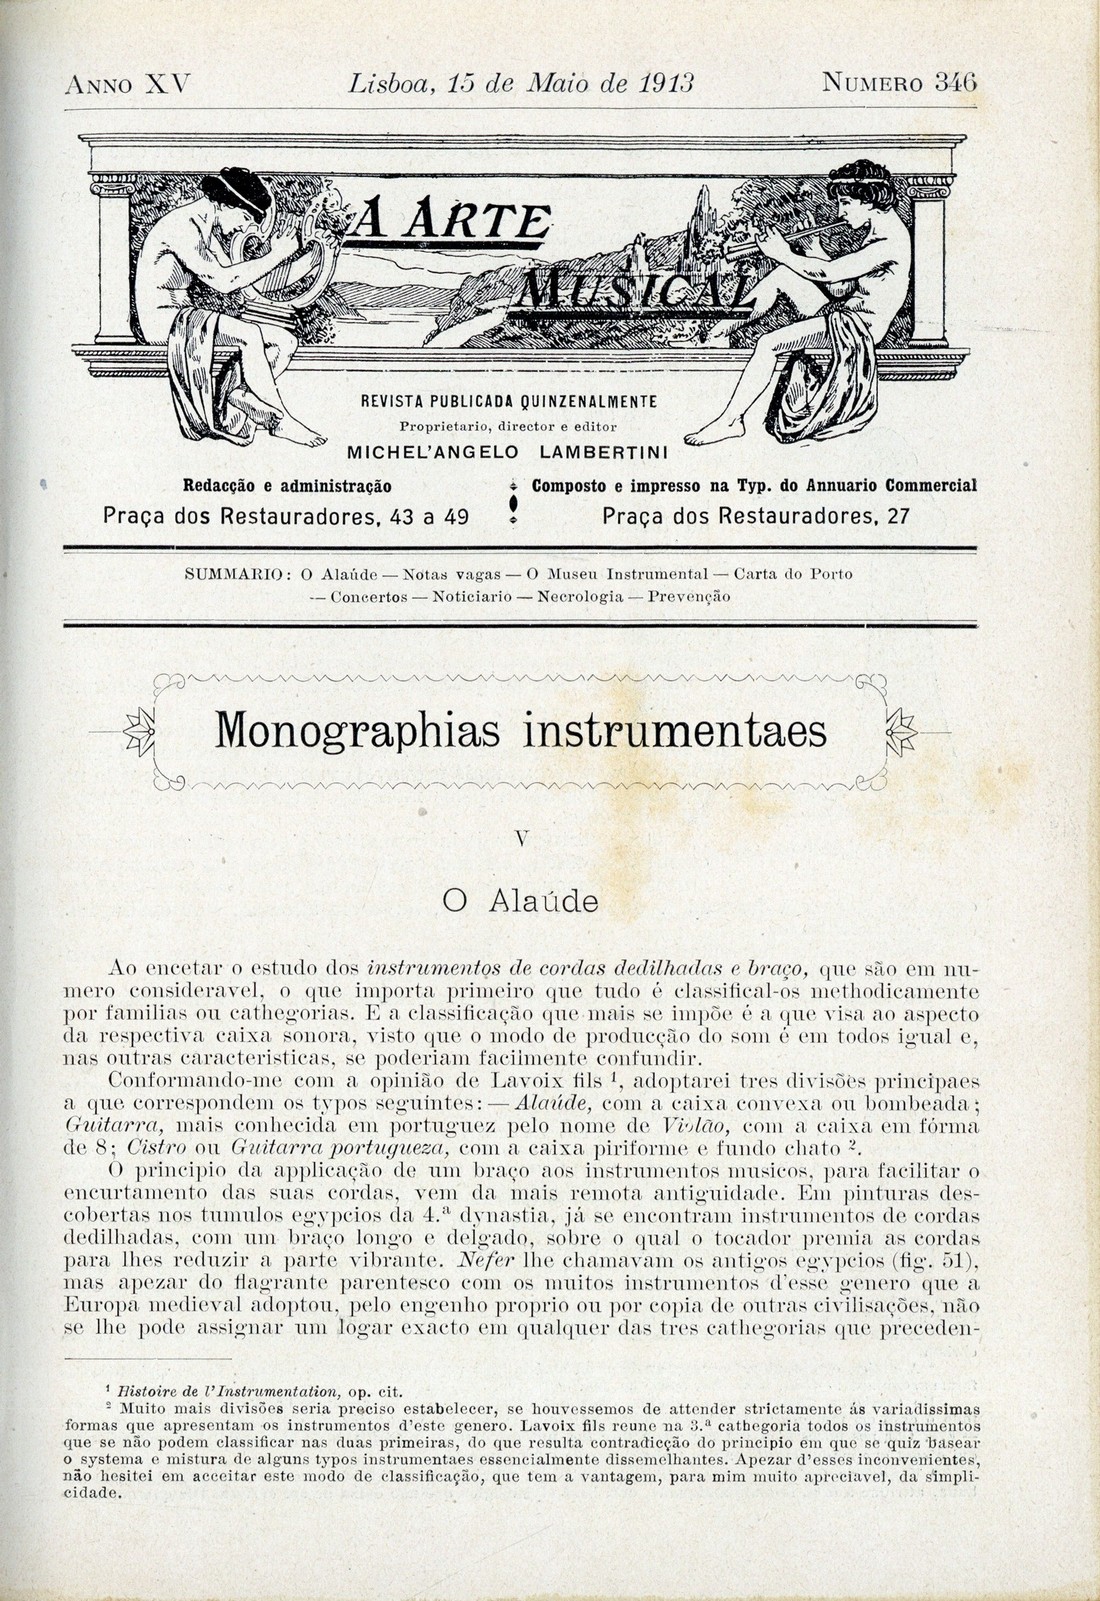 ANNO XV Lisboa, 15 de Maio de 1913 NUMERO 346
A ARTE
MUSICAL
REVISTA PUBLICADA QUINZENALMENTE
Proprietario, director e editor
MICHEL'ANGELO LAMBERTINI
Redacção e administração
Praça dos Restauradores, 43 a 49
Composto e impresso na Typ. do Annuario Commercial
Praça dos Restauradores, 27
SUMMARIO: O Alaúde — Notas vagas — O Museu Instrumental — Carta do Porto
— Concertos — Noticiario — Necrologia — Prevenção
Monographias instrumentaes
V
O Alaúde
Ao encetar o estudo dos instrumentos de cordas dedilhadas e braço, que são em nu-
mero consideravel, o que importa primeiro que tudo é classifical-os methodicamente
por familias ou cathegorias. E a classificação que mais se impõe é a que visa ao aspecto
da respectiva caixa sonora, visto que o modo de producção do som é em todos igual e,
nas outras caracteristicas, se poderiam facilmente confundir.
Conformando-me com a opinião de Lavoix fils ¹, adoptarei tres divisões principaes
a que correspondem os typos seguintes: — Alaúde, com a caixa convexa ou bombeada;
Guitarra, mais conhecida em portuguez pelo nome de Violão, com a caixa em fórma
de 8; Cistro ou Guitarra portugueza, com a caixa piriforme e fundo chato ².
O principio da applicação de um braço aos instrumentos musicos, para facilitar o
encurtamento das suas cordas, vem da mais remota antiguidade. Em pinturas des-
cobertas nos tumulos egypcios da 4.ª dynastia, já se encontram instrumentos de cordas
dedilhadas, com um braço longo e delgado, sobre o qual o tocador premia as cordas
para lhes reduzir a parte vibrante. Nefer lhe chamavam os antigos egypcios (fig. 51),
mas apezar do flagrante parentesco com os muitos instrumentos d'esse genero que a
Europa medieval adoptou, pelo engenho proprio ou por copia de outras civilisações, não
se lhe pode assignar um logar exacto em qualquer das tres cathegorias que preceden-
¹ Histoire de l'Instrumentation, op. cit.
² Muito mais divisões seria preciso estabelecer, se houvessemos de attender strictamente ás variadissimas
formas que apresentam os instrumentos d'este genero. Lavoix fils reune na 3.ª cathegoria todos os instrumentos
que se não podem classificar nas duas primeiras, do que resulta contradicção do principio em que se quiz basear
o systema e mistura de alguns typos instrumentaes essencialmente dissemelhantes. Apezar d'esses inconvenientes,
não hesitei em acceitar este modo de classificação, que tem a vantagem, para mim muito apreciavel, da simpli-
cidade.